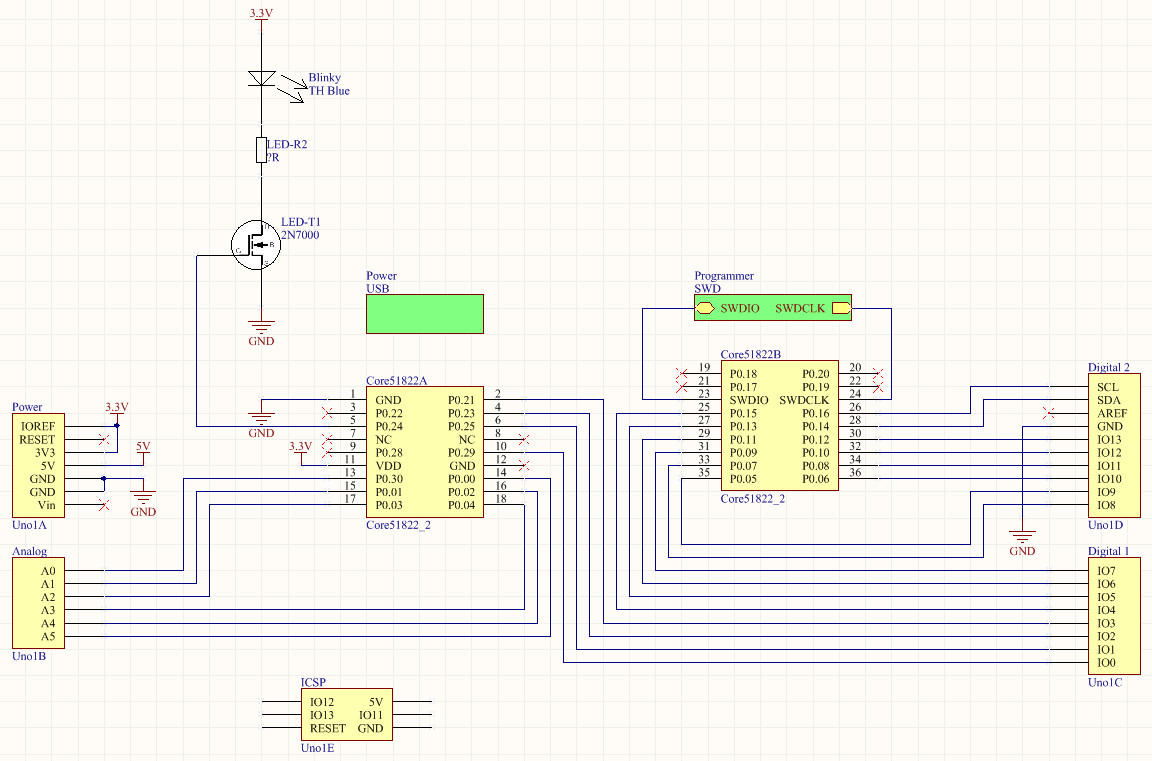 3.3V
Blinky
TH Blue
LED-R2
?R
LED-T1
2N7000
G
B
GND
Power
USB
Programmer
SWD
SWDIO SWDCLK
Core51822A
1 GND P0.21 2
3 P0.22 P0.23 4
5 P0.24 P0.25 6
7 NC NC 8
9 P0.28 P0.29 10
11 VDD GND 12
13 P0.30 P0.00 14
15 P0.01 P0.02 16
17 P0.03 P0.04 18
Core51822_2
GND
3.3V
Core51822B
19 P0.18 P0.20 20
21 P0.17 P0.19 22
23 SWDIO SWDCLK 24
25 P0.15 P0.16 26
27 P0.13 P0.14 28
29 P0.11 P0.12 30
31 P0.09 P0.10 32
33 P0.07 P0.08 34
35 P0.05 P0.06 36
Core51822_2
Power
IOREF
RESET
3V3
5V
GND
GND
Vin
Uno1A
3.3V
5V
GND
Analog
A0
A1
A2
A3
A4
A5
Uno1B
Digital 2
SCL
SDA
AREF
GND
IO13
IO12
IO11
IO10
IO9
IO8
Uno1D
GND
Digital 1
IO7
IO6
IO5
IO4
IO3
IO2
IO1
IO0
Uno1C
ICSP
IO12 5V
IO13 IO11
RESET GND
Uno1E